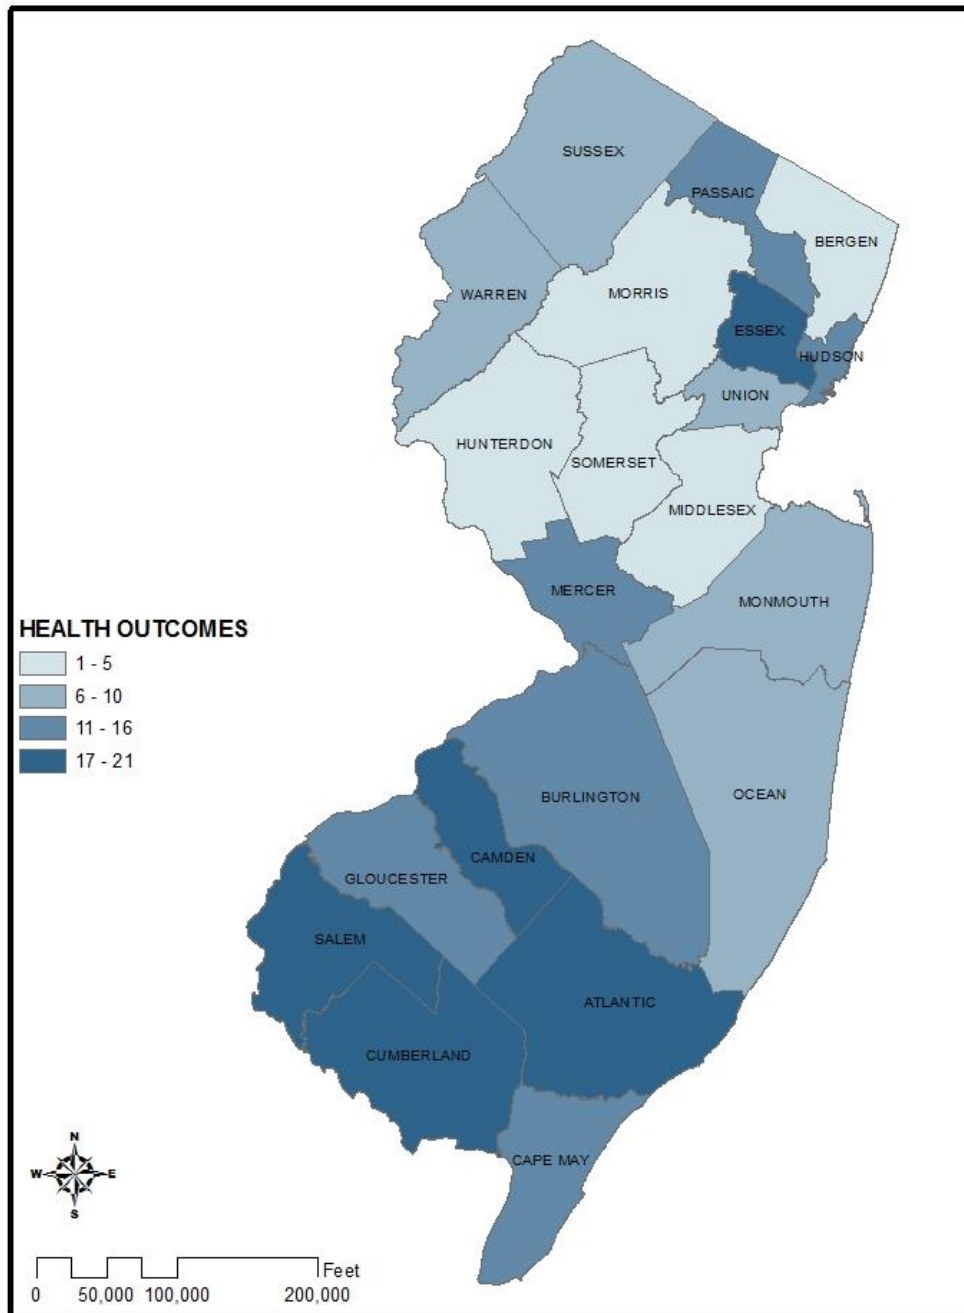 SUSSEX
PASSAIC
BERGEN
WARREN
MORRIS
ESSEX
HUDSON
UNION
HUNTERDON
SOMERSET
MIDDLESEX
MERCER
MONMOUTH
HEALTH OUTCOMES
1 - 5
6 - 10
11 - 16
17 - 21
OCEAN
BURLINGTON
CAMDEN
GLOUCESTER
SALEM
ATLANTIC
CUMBERLAND
CAPE MAY
N
W E
S
Feet
0 50,000 100,000 200,000